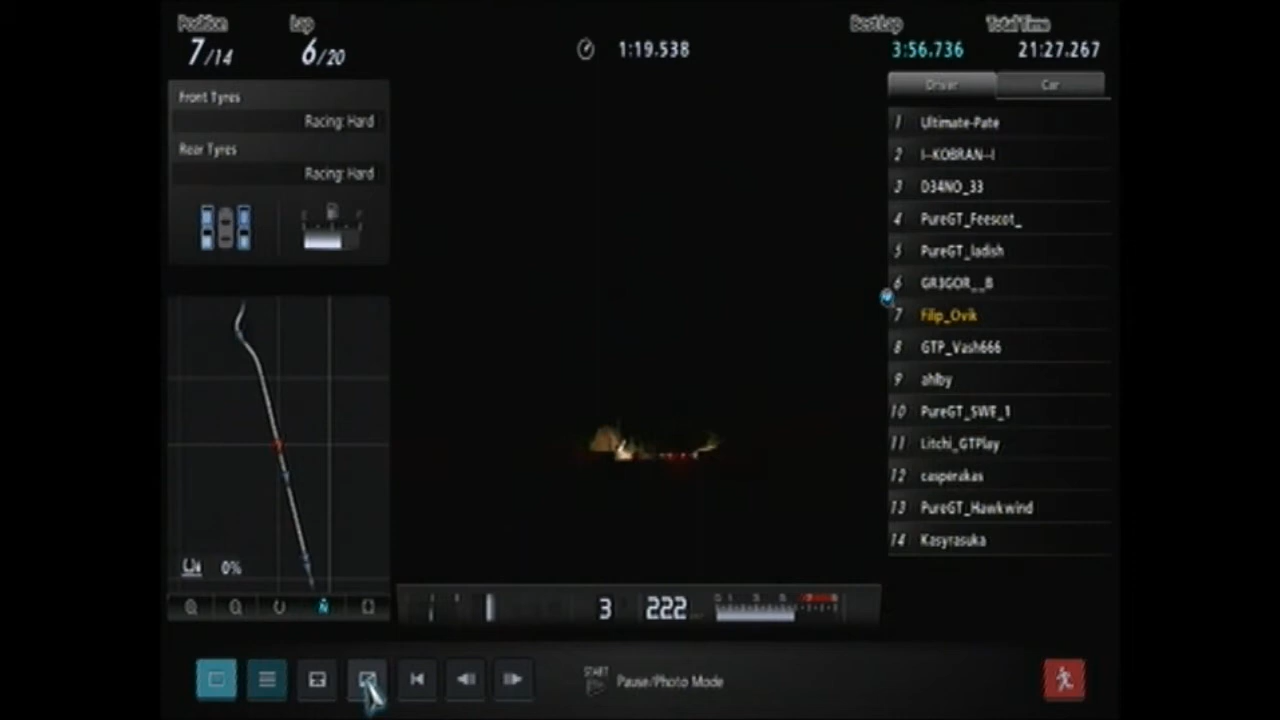 Position Lap Best Lap Total Time
7/14 6/20 1:19.538 3:56.736 21:27.267
Driver Car
Front Tyres
Racing: Hard
Rear Tyres
Racing: Hard
1 Ultimate-Pate
2 I--KOBRAN--I
3 D34NO_33
4 PureGT_Feescot_
5 PureGT_ladish
6 GR3GOR__B
7 Filip_Ovik
8 GTP_Vash666
9 ahlby
10 PureGT_SWE_1
11 Litchi_GTPlay
12 casperakas
13 PureGT_Hawkwind
14 Kasyrasuka
0%
N
3 222
START
Pause/Photo Mode